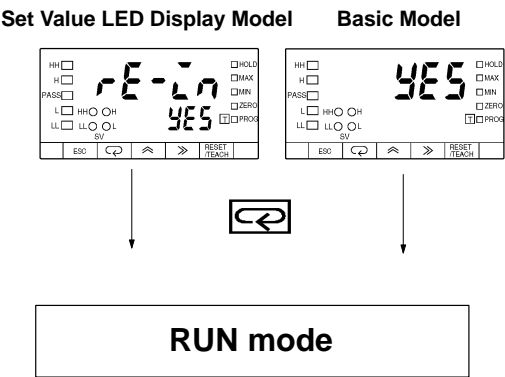 Set Value LED Display Model
Basic Model
HH
H
PASS
L
LL
HH
H
LL
L
SV
rE-in
YES
HOLD
MAX
MIN
ZERO
T PROG
ESC
RESET
/TEACH
HH
H
PASS
L
LL
HH
H
LL
L
SV
YES
HOLD
MAX
MIN
ZERO
T PROG
ESC
RESET
/TEACH
RUN mode